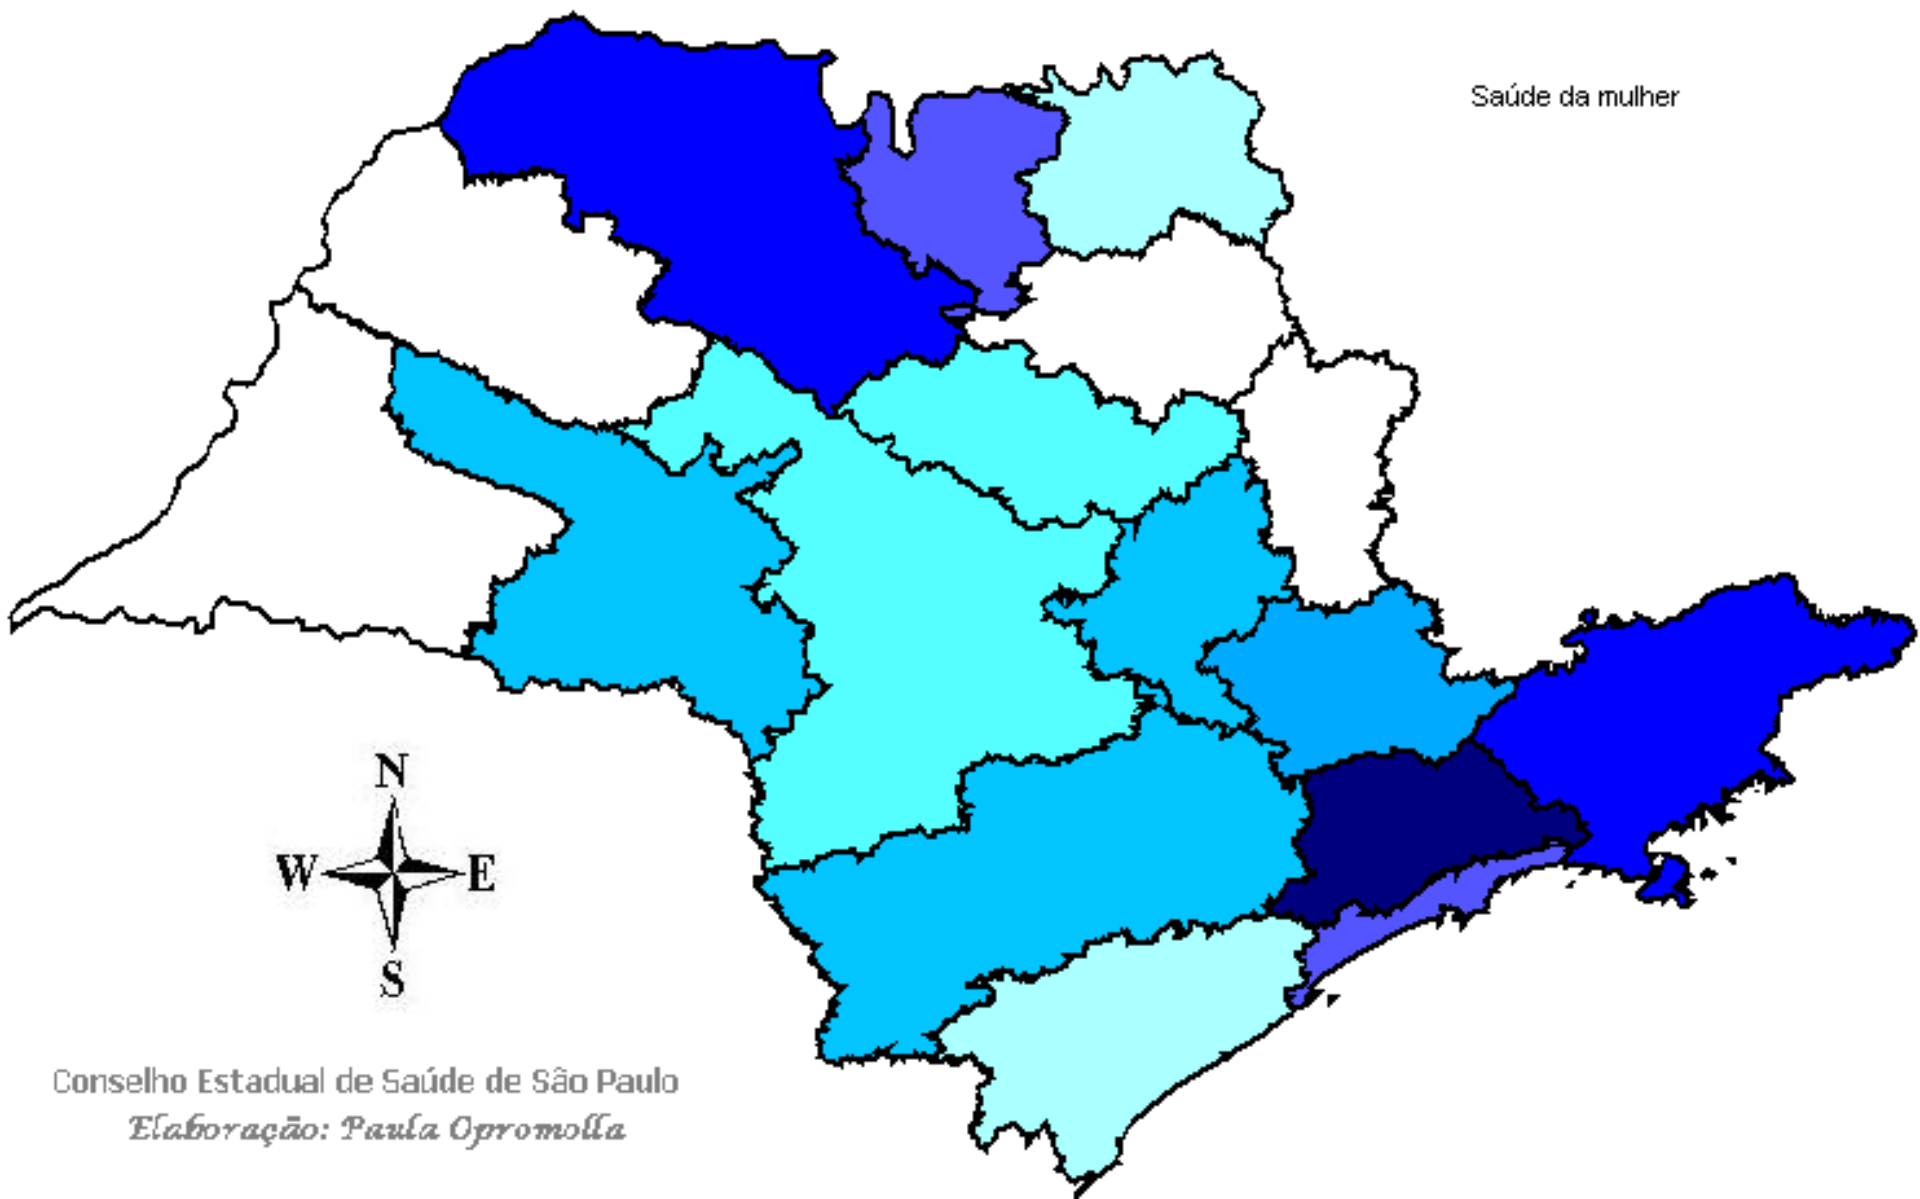 Saúde da mulher
N
W E
S
Conselho Estadual de Saúde de São Paulo
Elaboração: Paula Opromolla